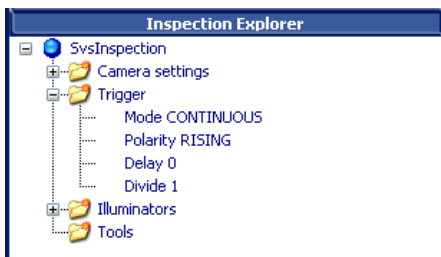 Inspection Explorer
SvsInspection
Camera settings
Trigger
Mode CONTINUOUS
Polarity RISING
Delay 0
Divide 1
Illuminators
Tools